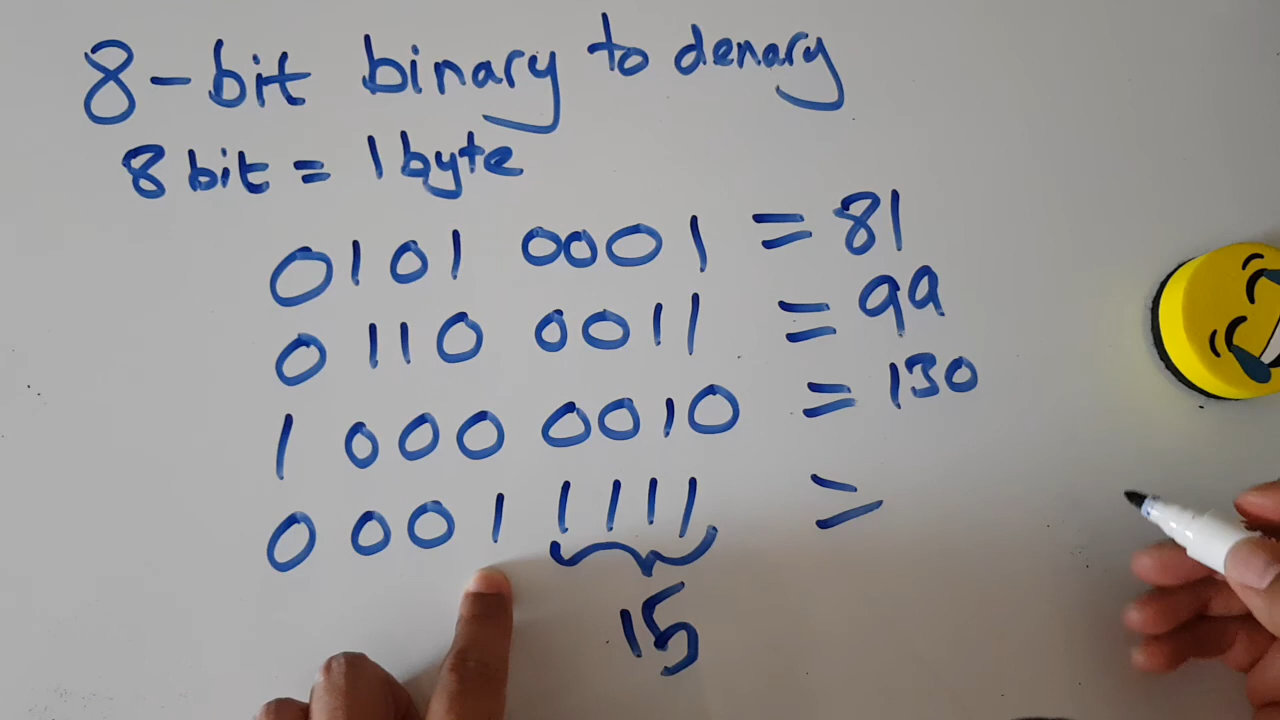 8-bit binary to denary
8 bit = 1 byte
0101 0001 = 81
0110 0011 = 99
1000 0010 = 130
0001 1111 =
15